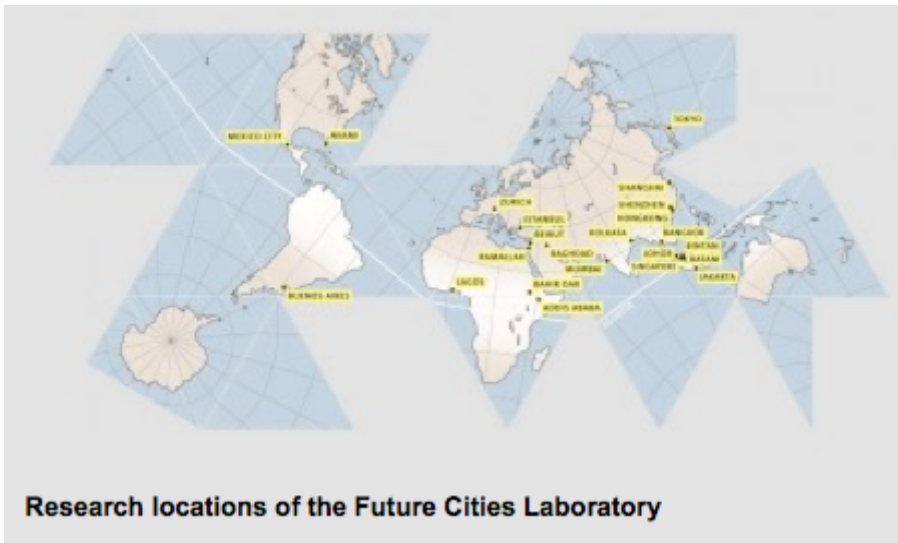 TOKYO
MEXICO CITY
MIAMI
SHANGHAI
ZURICH
SHENZHEN
ISTANBUL
HONGKONG
BEIRUT
KOLKATA
BANGKOK
BINTAN
RAMALLAH
BAGHDAD
JOHOR
BATAM
MUMBAI
SINGAPORE
JAKARTA
LAGOS
BAHIR DAR
BUENOS AIRES
ADDIS ABABA
Research locations of the Future Cities Laboratory